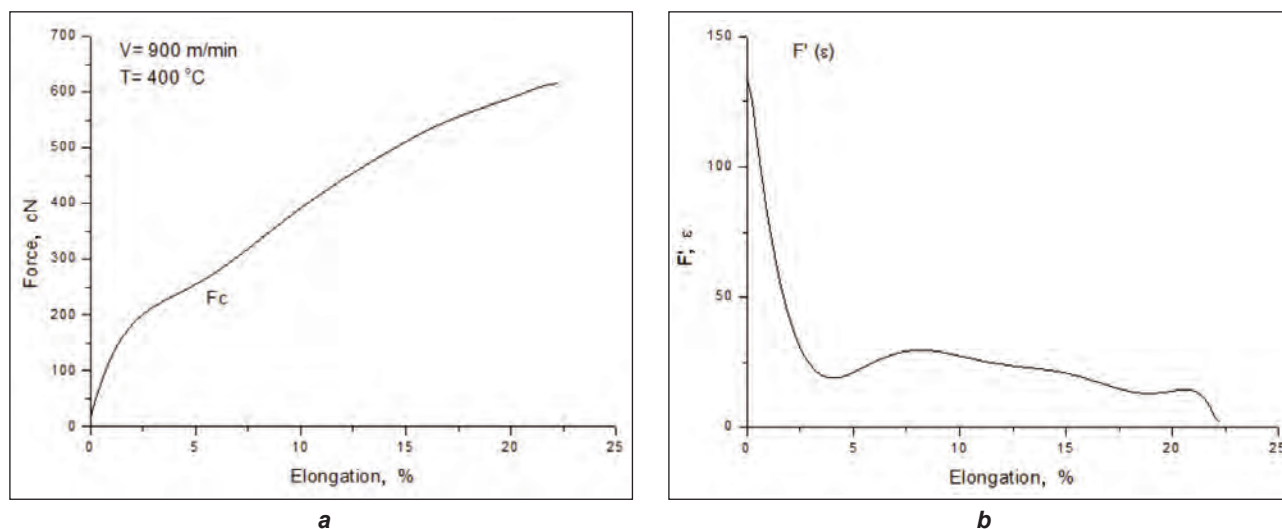 700
600
500
400
300
200
100
0
V= 900 m/min
T= 400 °C
Fc
Force, cN
0 5 10 15 20 25
Elongation, %
a
150
100
50
0
F' (ε)
F', ε
0 5 10 15 20 25
Elongation, %
b